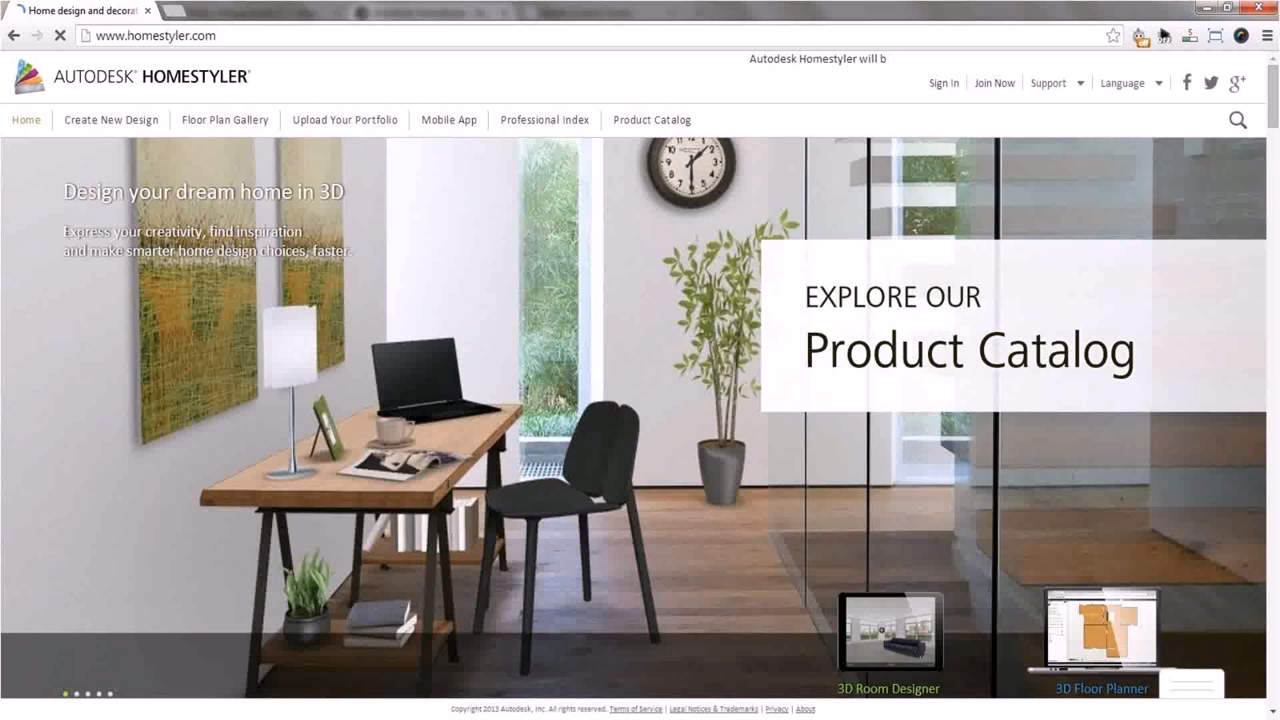 Home design and decorat
www.homestyler.com
Autodesk Homestyler will b
AUTODESK® HOMESTYLER®
Sign In
Join Now
Support
Language
Home
Create New Design
Floor Plan Gallery
Upload Your Portfolio
Mobile App
Professional Index
Product Catalog
Design your dream home in 3D
Express your creativity, find inspiration
and make smarter home design choices, faster.
EXPLORE OUR
Product Catalog
3D Room Designer
3D Floor Planner
Copyright 2013 Autodesk, Inc. All rights reserved. Terms of Service | Legal Notices & Trademarks | Privacy | About